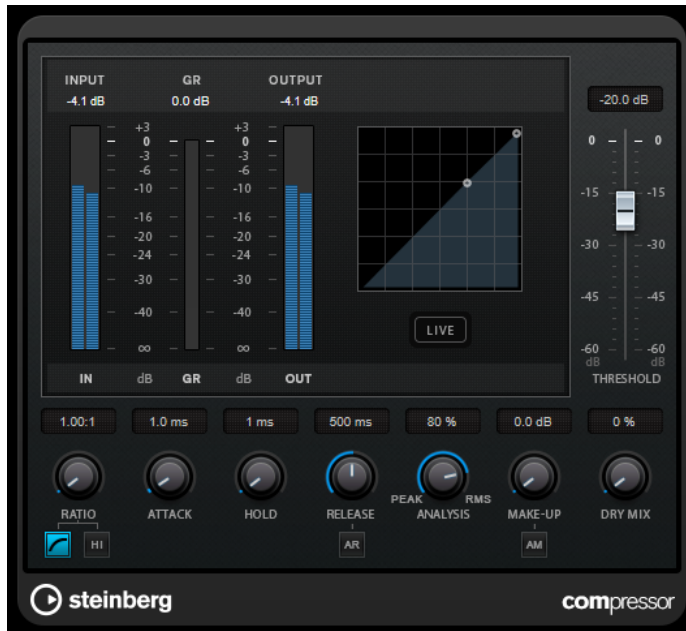 INPUT GR OUTPUT
-4.1 dB 0.0 dB -4.1 dB
-20.0 dB
+3 +3
0 0 0 0
-3 -3
-6 -6
-10 -10
-15 -15
-16 -16
-20 -20
-24 -24
-30 -30
-30 -30
-40 -40
-45 -45
∞ ∞
-60 -60
dB dB
LIVE
IN dB GR dB OUT
THRESHOLD
1.00:1 1.0 ms 1 ms 500 ms 80 % 0.0 dB 0 %
PEAK RMS
RATIO ATTACK HOLD RELEASE ANALYSIS MAKE-UP DRY MIX
HI AR AM
steinberg compressor